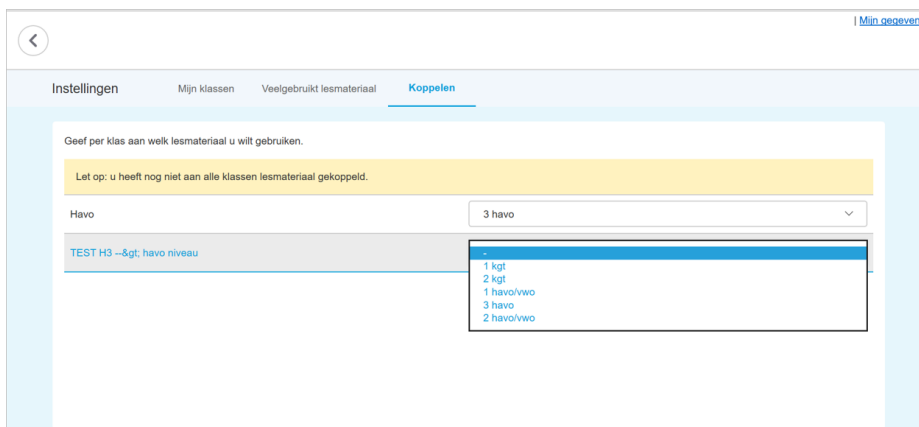 | Mijn gegeven
Instellingen Mijn klassen Veelgebruikt lesmateriaal Koppelen
Geef per klas aan welk lesmateriaal u wilt gebruiken.
Let op: u heeft nog niet aan alle klassen lesmateriaal gekoppeld.
Havo 3 havo
TEST H3 --&gt; havo niveau
-
1 kgt
2 kgt
1 havo/vwo
3 havo
2 havo/vwo